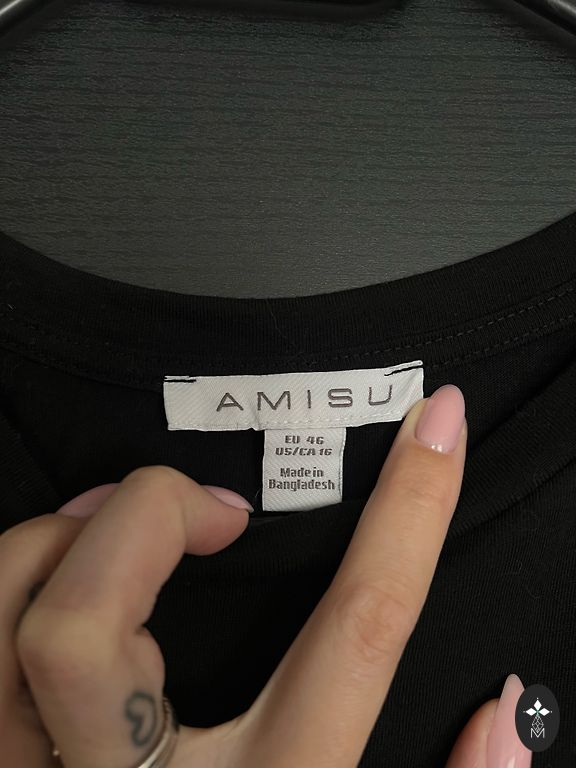 AMISU
EU 46
US/CA 16
Made in
Bangladesh